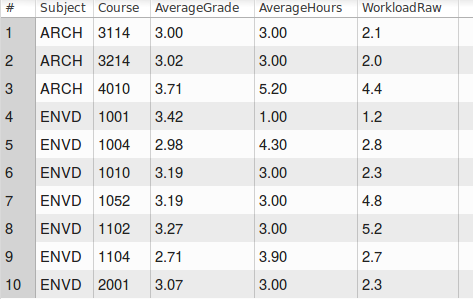 # Subject Course AverageGrade AverageHours WorkloadRaw
1 ARCH 3114 3.00 3.00 2.1
2 ARCH 3214 3.02 3.00 2.0
3 ARCH 4010 3.71 5.20 4.4
4 ENVD 1001 3.42 1.00 1.2
5 ENVD 1004 2.98 4.30 2.8
6 ENVD 1010 3.19 3.00 2.3
7 ENVD 1052 3.19 3.00 4.8
8 ENVD 1102 3.27 3.00 5.2
9 ENVD 1104 2.71 3.90 2.7
10 ENVD 2001 3.07 3.00 2.3